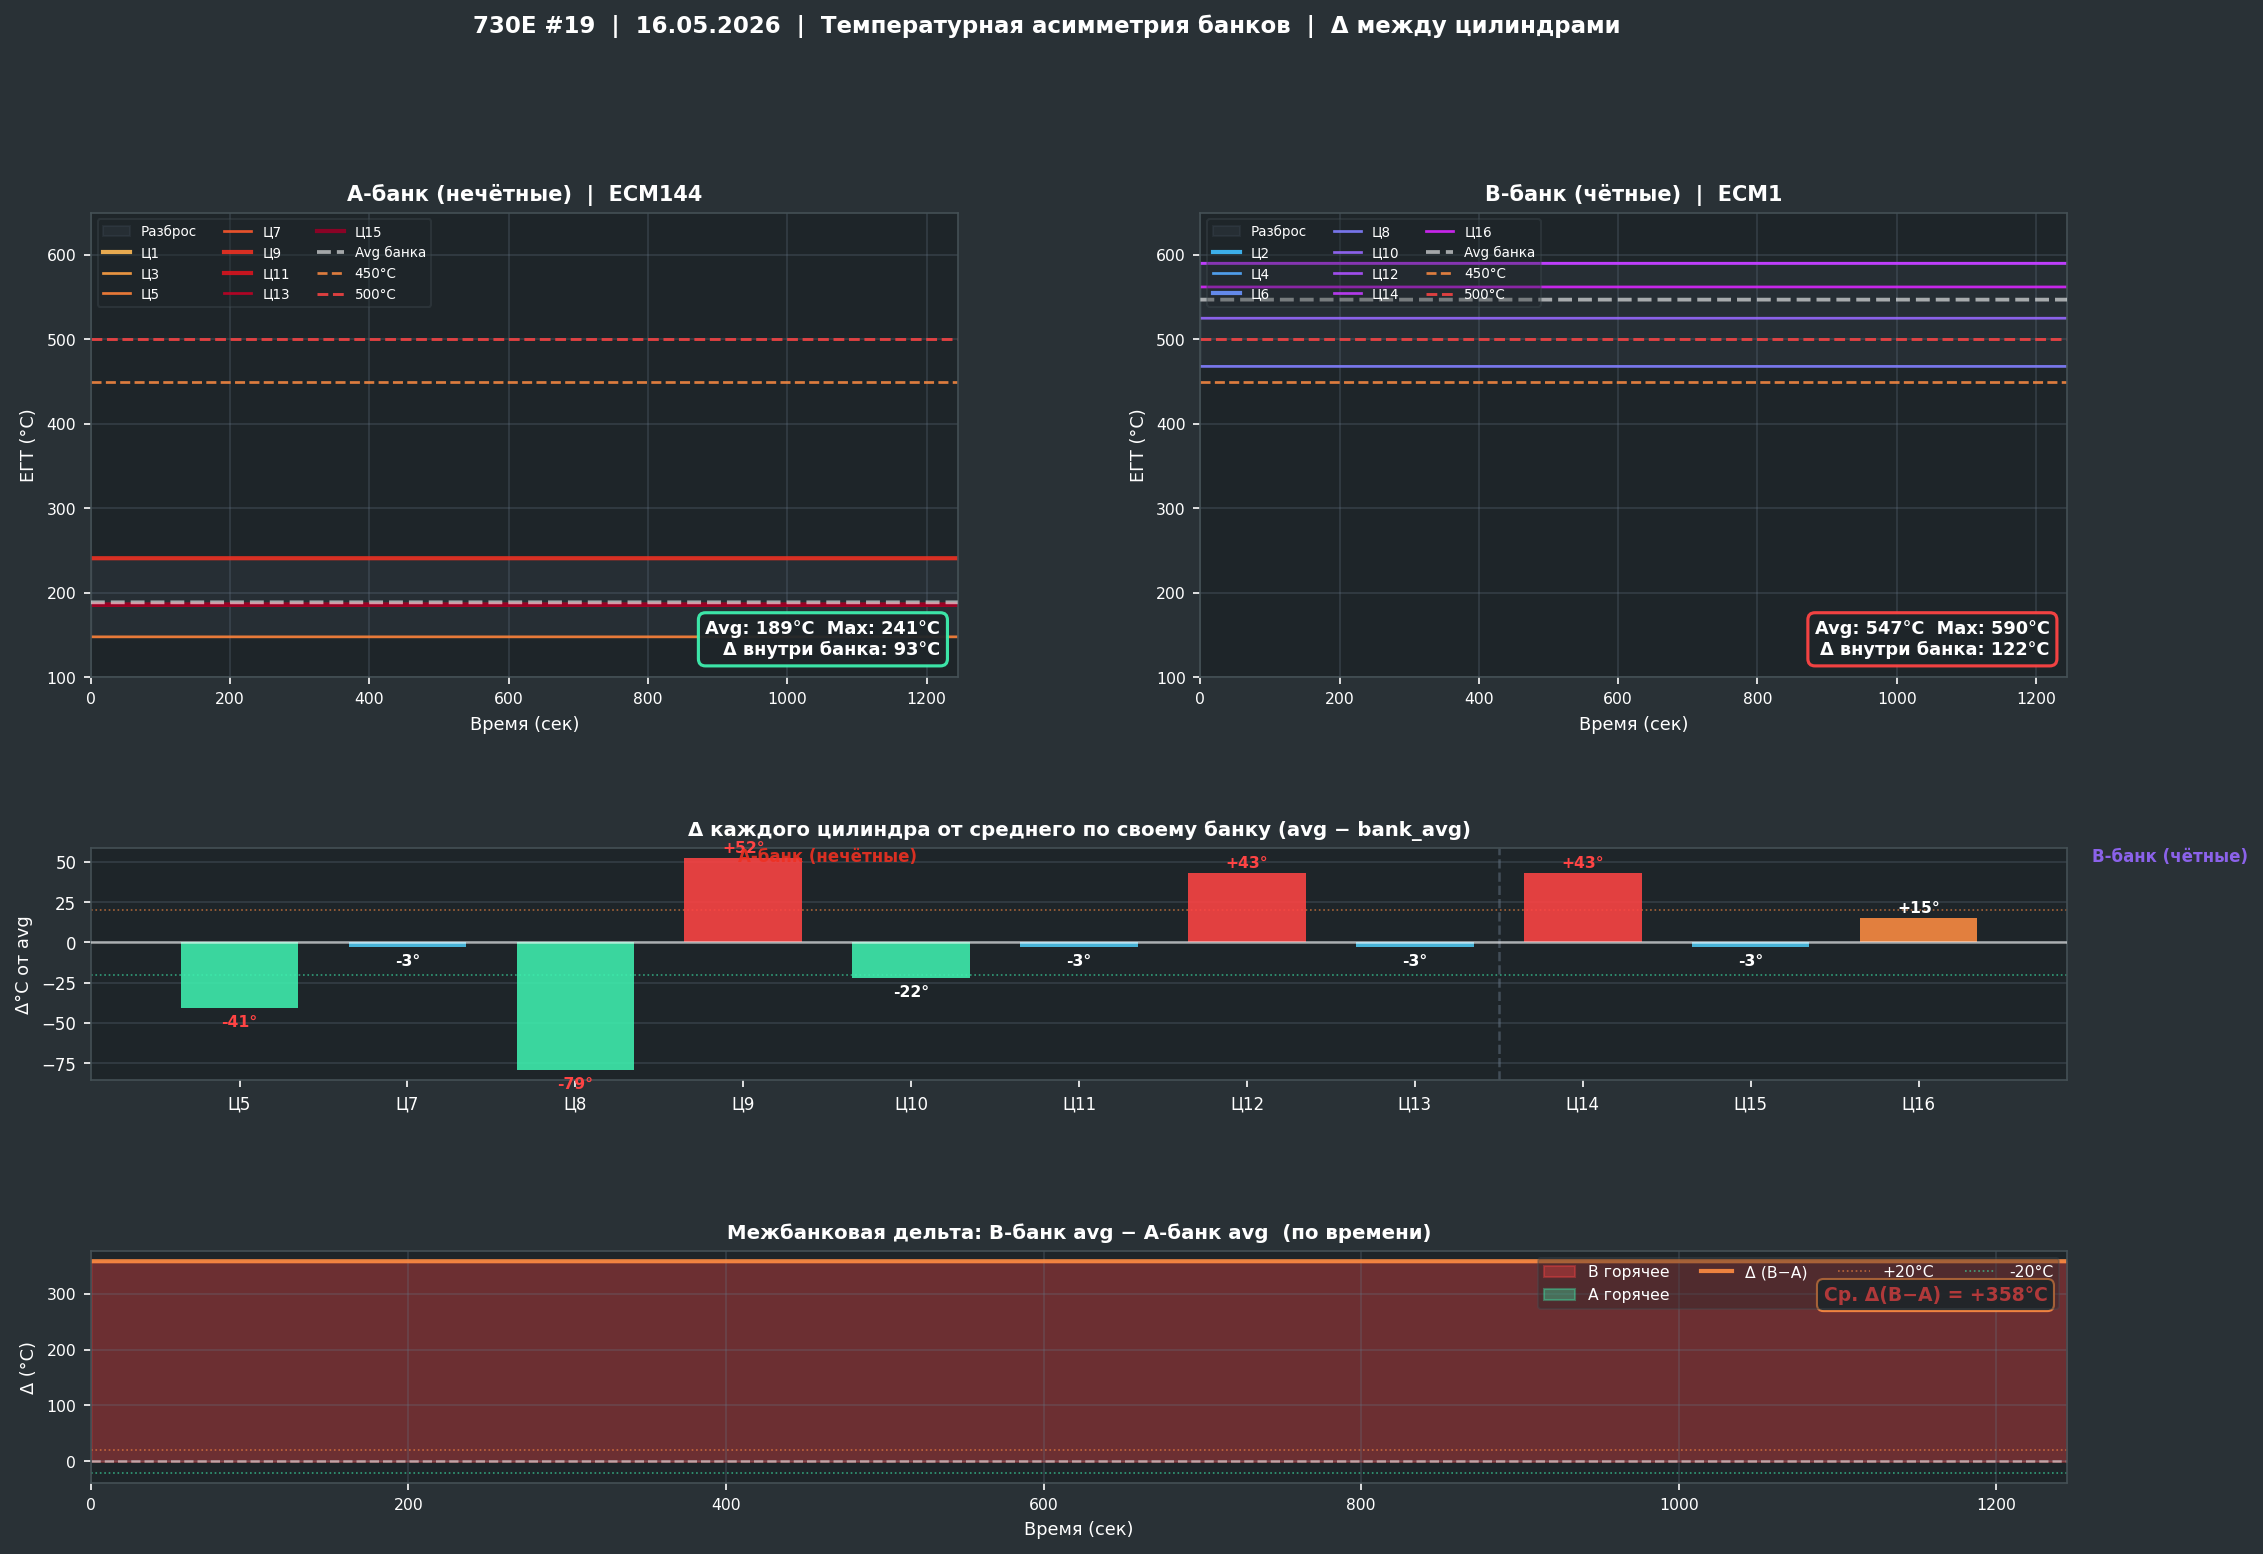 730E #19 | 16.05.2026 | Температурная асимметрия банков | Δ между цилиндрами
А-банк (нечётные) | ECM144
Разброс
Ц1
Ц3
Ц5
Ц7
Ц9
Ц11
Ц13
Ц15
Avg банка
450°C
500°C
600
500
400
300
200
100
ЕГТ (°C)
Avg: 189°C Max: 241°C
Δ внутри банка: 93°C
0 200 400 600 800 1000 1200
Время (сек)
В-банк (чётные) | ECM1
Разброс
Ц2
Ц4
Ц6
Ц8
Ц10
Ц12
Ц14
Ц16
Avg банка
450°C
500°C
600
500
400
300
200
100
ЕГТ (°C)
Avg: 547°C Max: 590°C
Δ внутри банка: 122°C
0 200 400 600 800 1000 1200
Время (сек)
Δ каждого цилиндра от среднего по своему банку (avg − bank_avg)
А-банк (нечётные)
В-банк (чётные)
50
25
0
−25
−50
−75
Δ°C от avg
-41°
-3°
-79°
+52°
-22°
-3°
+43°
-3°
+43°
-3°
+15°
Ц5 Ц7 Ц8 Ц9 Ц10 Ц11 Ц12 Ц13 Ц14 Ц15 Ц16
Межбанковая дельта: В-банк avg − А-банк avg (по времени)
В горячее
А горячее
Δ (B−A)
+20°C
-20°C
Ср. Δ(B−A) = +358°C
300
200
100
0
Δ (°C)
0 200 400 600 800 1000 1200
Время (сек)